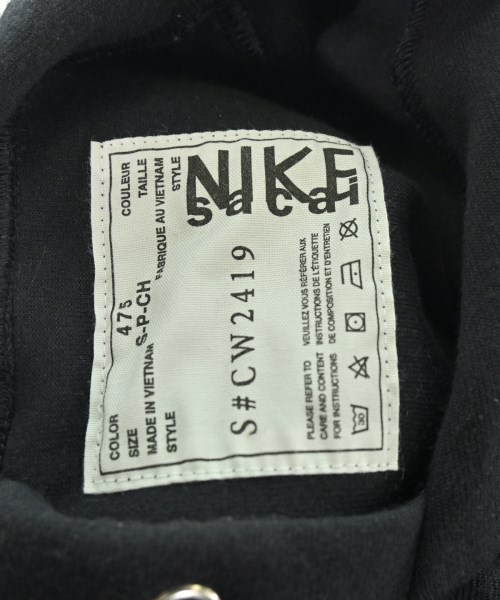 NIKE
sacai
COLOR 475 COULEUR
SIZE S-P-CH TAILLE
MADE IN VIETNAM FABRIQUE AU VIETNAM
STYLE STYLE
S#CW2419
PLEASE REFER TO VEUILLEZ VOUS RÉFÉRER AUX
CARE AND CONTENT INSTRUCTIONS DE L'ÉTIQUETTE
INSTRUCTIONS DE COMPOSITION ET D'ENTRETIEN
30